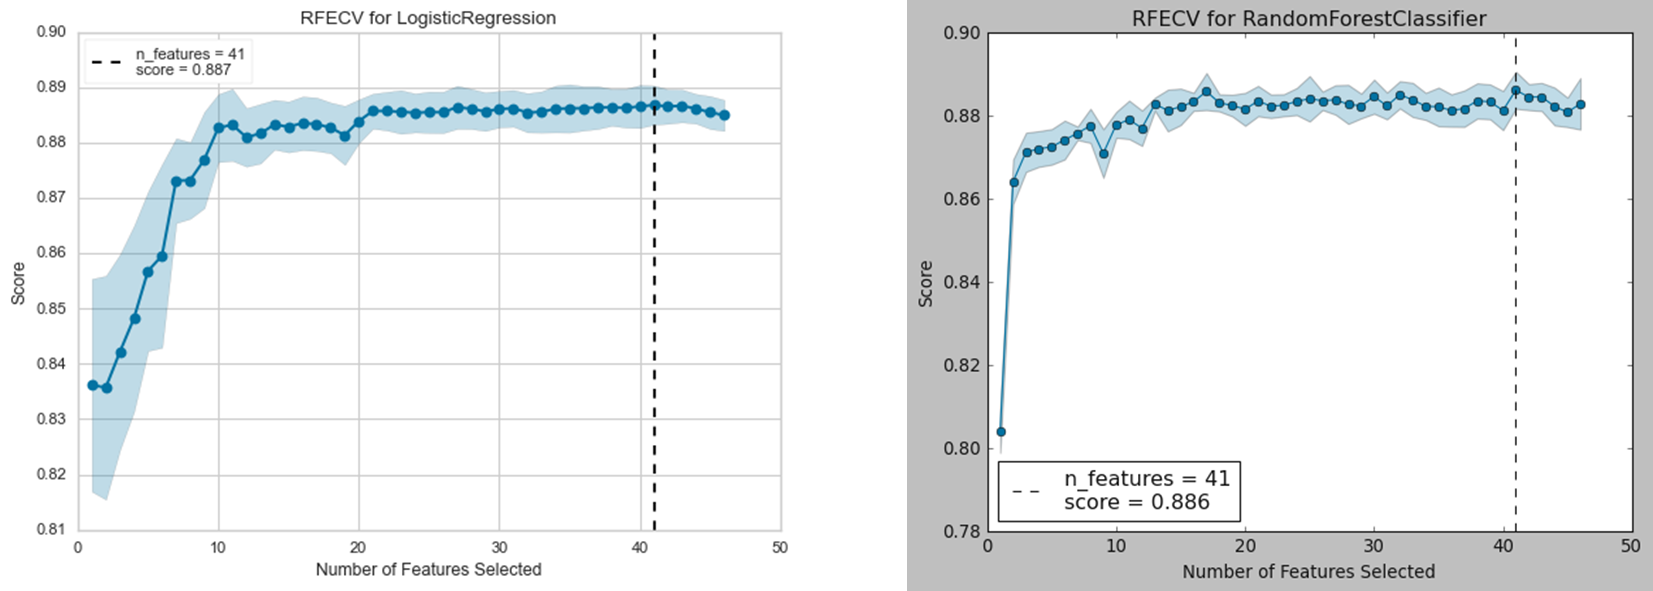 RFECV for LogisticRegression
n_features = 41
score = 0.887
0.90
0.89
0.88
0.87
0.86
0.85
0.84
0.83
0.82
0.81
Score
0 10 20 30 40 50
Number of Features Selected
RFECV for RandomForestClassifier
0.90
0.88
0.86
0.84
0.82
0.80
0.78
Score
n_features = 41
score = 0.886
0 10 20 30 40 50
Number of Features Selected